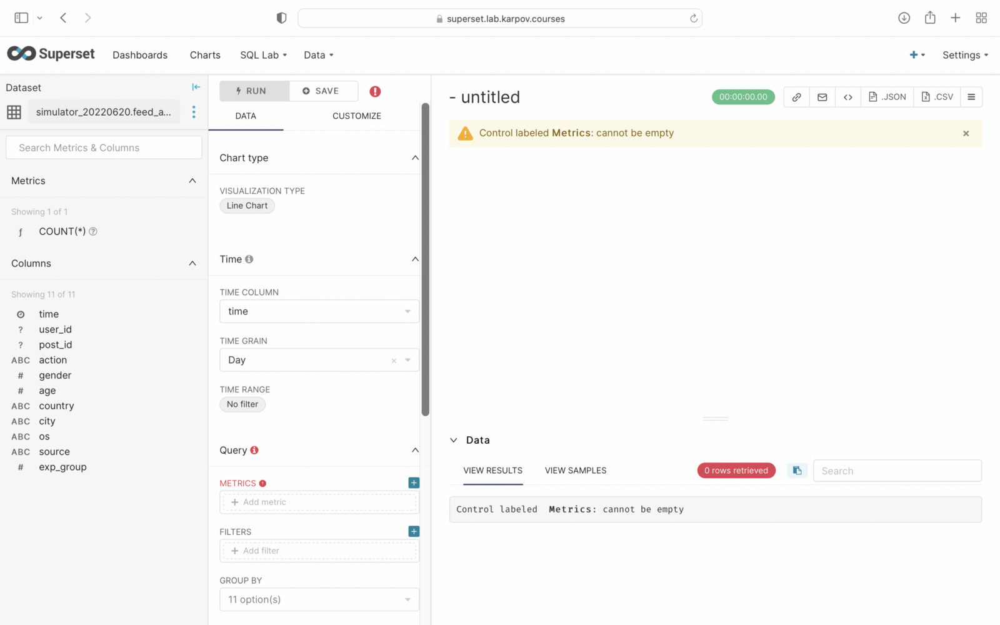 superset.lab.karpov.courses
Superset
Dashboards
Charts
SQL Lab
Data
Settings
Dataset
simulator_20220620.feed_a...
Search Metrics & Columns
Metrics
Showing 1 of 1
ƒ COUNT(*) ?
Columns
Showing 11 of 11
time
? user_id
? post_id
ABC action
# gender
# age
ABC country
ABC city
ABC os
ABC source
# exp_group
RUN
SAVE
DATA
CUSTOMIZE
Chart type
VISUALIZATION TYPE
Line Chart
Time
TIME COLUMN
time
TIME GRAIN
Day
TIME RANGE
No filter
Query
METRICS
+ Add metric
FILTERS
+ Add filter
GROUP BY
11 option(s)
- untitled
00:00:00.00
.JSON
.CSV
Control labeled Metrics: cannot be empty
Data
VIEW RESULTS
VIEW SAMPLES
0 rows retrieved
Search
Control labeled Metrics: cannot be empty